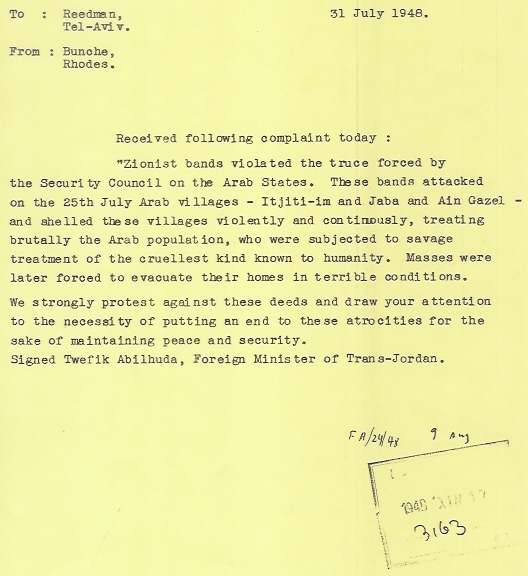 To : Reedman, 31 July 1948.
Tel-Aviv.
From : Bunche,
Rhodes.
Received following complaint today :
"Zionist bands violated the truce forced by
the Security Council on the Arab States. These bands attacked
on the 25th July Arab villages - Itjiti-im and Jaba and Ain Gazel -
and shelled these villages violently and continously, treating
brutally the Arab population, who were subjected to savage
treatment of the cruellest kind known to humanity. Masses were
later forced to evacuate their homes in terrible conditions.
We strongly protest against these deeds and draw your attention
to the necessity of putting an end to these atrocities for the
sake of maintaining peace and security.
Signed Twefik Abilhuda, Foreign Minister of Trans-Jordan.
FA/24/48 9 Aug
1948
3163